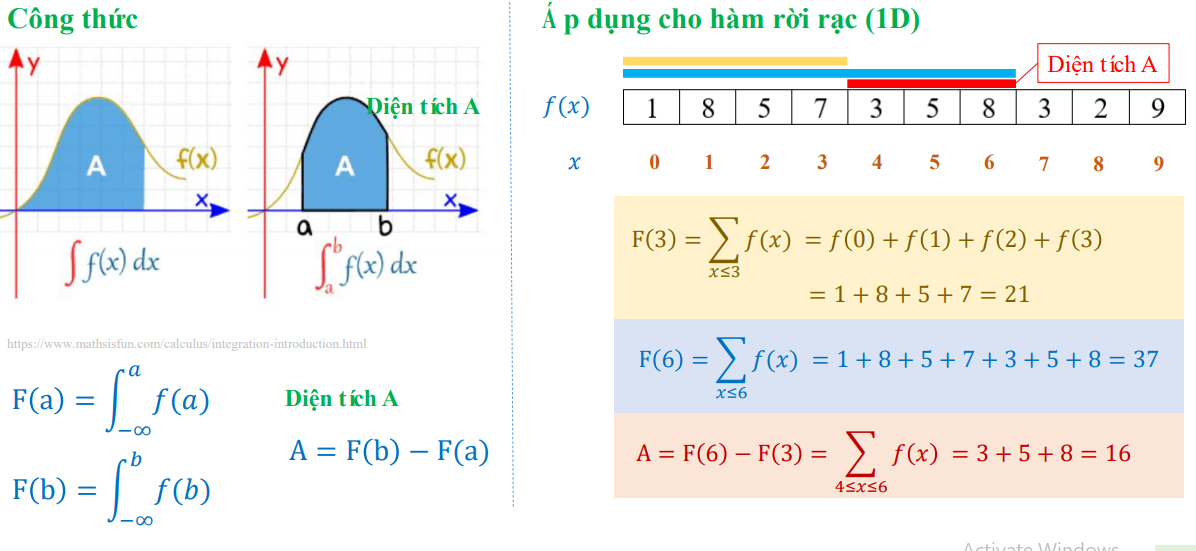 Công thức
y
A
f(x)
x
∫ f(x) dx
y
Diện tích A
A
f(x)
x
a b
∫_a^b f(x) dx
https://www.mathsisfun.com/calculus/integration-introduction.html
F(a) = ∫_{−∞}^a f(a)
F(b) = ∫_{−∞}^b f(b)
Diện tích A
A = F(b) − F(a)
Áp dụng cho hàm rời rạc (1D)
Diện tích A
f(x) 1 8 5 7 3 5 8 3 2 9
x 0 1 2 3 4 5 6 7 8 9
F(3) = ∑_{x≤3} f(x) = f(0) + f(1) + f(2) + f(3)
= 1 + 8 + 5 + 7 = 21
F(6) = ∑_{x≤6} f(x) = 1 + 8 + 5 + 7 + 3 + 5 + 8 = 37
A = F(6) − F(3) = ∑_{4≤x≤6} f(x) = 3 + 5 + 8 = 16
Activate Windows